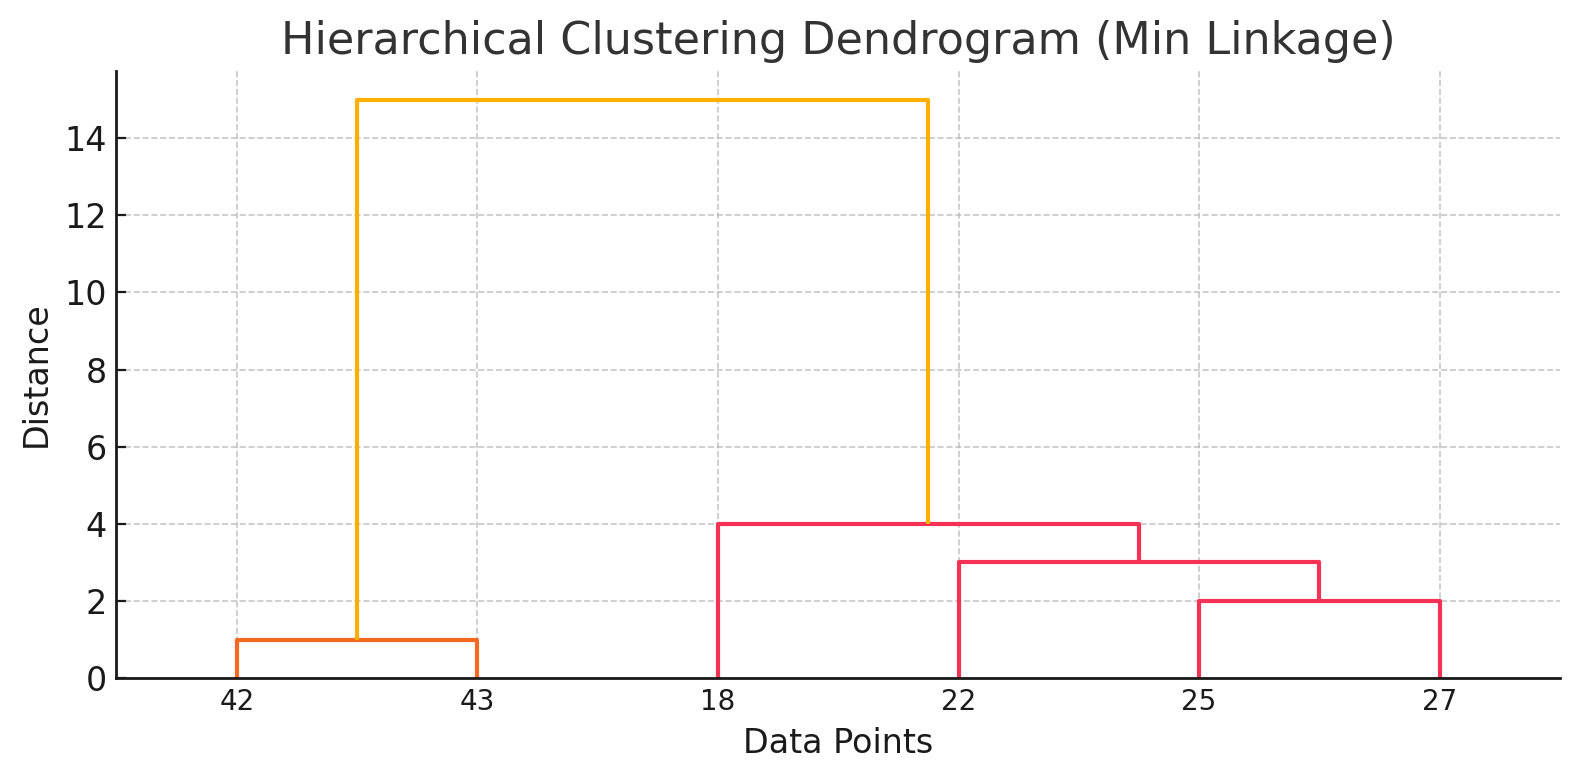 Hierarchical Clustering Dendrogram (Min Linkage)
14
12
10
8
6
4
2
0
Distance
42 43 18 22 25 27
Data Points